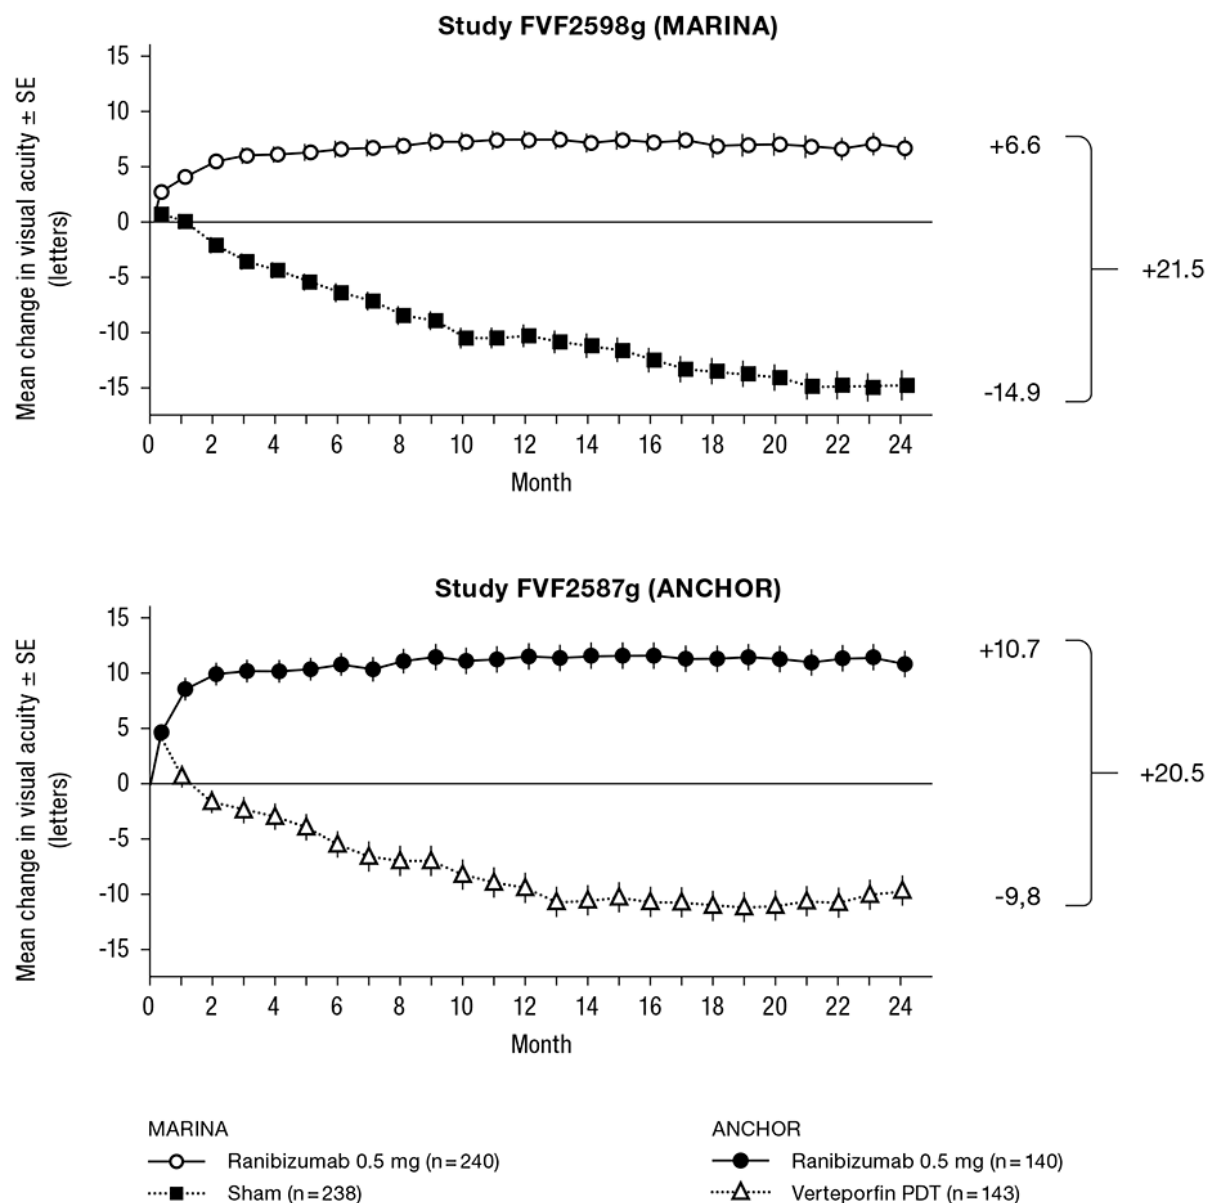 Study FVF2598g (MARINA)
Mean change in visual acuity ± SE
(letters)
15
10
5
0
-5
-10
-15
0 2 4 6 8 10 12 14 16 18 20 22 24
Month
+6.6
+21.5
-14.9
Study FVF2587g (ANCHOR)
Mean change in visual acuity ± SE
(letters)
15
10
5
0
-5
-10
-15
0 2 4 6 8 10 12 14 16 18 20 22 24
Month
+10.7
+20.5
-9,8
MARINA
Ranibizumab 0.5 mg (n=240)
Sham (n=238)
ANCHOR
Ranibizumab 0.5 mg (n=140)
Verteporfin PDT (n=143)